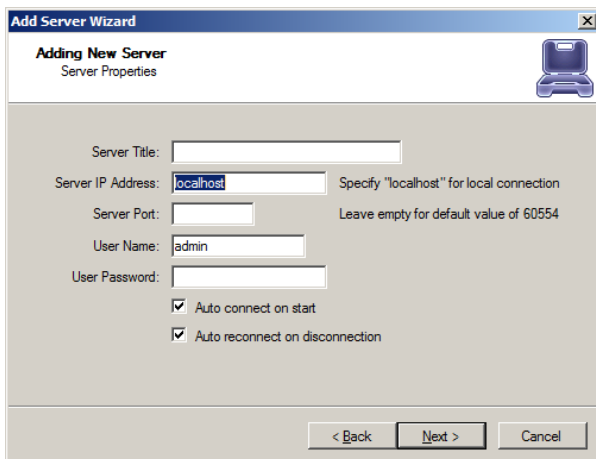 Add Server Wizard
Adding New Server
Server Properties
Server Title:
Server IP Address: localhost Specify "localhost" for local connection
Server Port: Leave empty for default value of 60554
User Name: admin
User Password:
Auto connect on start
Auto reconnect on disconnection
< Back Next > Cancel